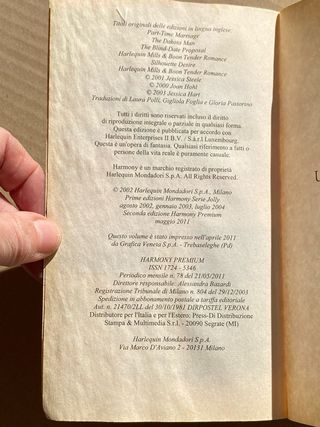 Titoli originali delle edizioni in lingua inglese:
Part-Time Marriage
The Dakota Man
The Blind-Date Proposal
Harlequin Mills & Boon Tender Romance
Silhouette Desire
Harlequin Mills & Boon Tender Romance
© 2001 Jessica Steele
© 2000 Joan Hohl
© 2003 Jessica Hart
Traduzioni di Laura Polli, Gigliola Foglia e Gloria Pastorino
Tutti i diritti sono riservati incluso il diritto
di riproduzione integrale o parziale in qualsiasi forma.
Questa edizione è pubblicata per accordo con
Harlequin Enterprises II B.V. / S.à.r.l Luxembourg.
Questa è un'opera di fantasia. Qualsiasi riferimento a fatti o
persone della vita reale è puramente casuale.
Harmony è un marchio registrato di proprietà
Harlequin Mondadori S.p.A. All Rights Reserved.
© 2002 Harlequin Mondadori S.p.A., Milano
Prime edizioni Harmony Serie Jolly
agosto 2002, gennaio 2003, luglio 2004
Seconda edizione Harmony Premium
maggio 2011
Questo volume è stato impresso nell'aprile 2011
da Grafica Veneta S.p.A. - Trebaseleghe (Pd)
HARMONY PREMIUM
ISSN 1724 - 5346
Periodico mensile n. 78 del 21/05/2011
Direttore responsabile: Alessandra Bazardi
Registrazione Tribunale di Milano n. 804 del 29/12/2003
Spedizione in abbonamento postale a tariffa editoriale
Aut. n. 21470/2LL del 30/10/1981 DIRPOSTEL VERONA
Distributore per l'Italia e per l'Estero: Press-Di Distribuzione
Stampa & Multimedia S.r.l. - 20090 Segrate (MI)
Harlequin Mondadori S.p.A.
Via Marco D'Aviano 2 - 20131 Milano